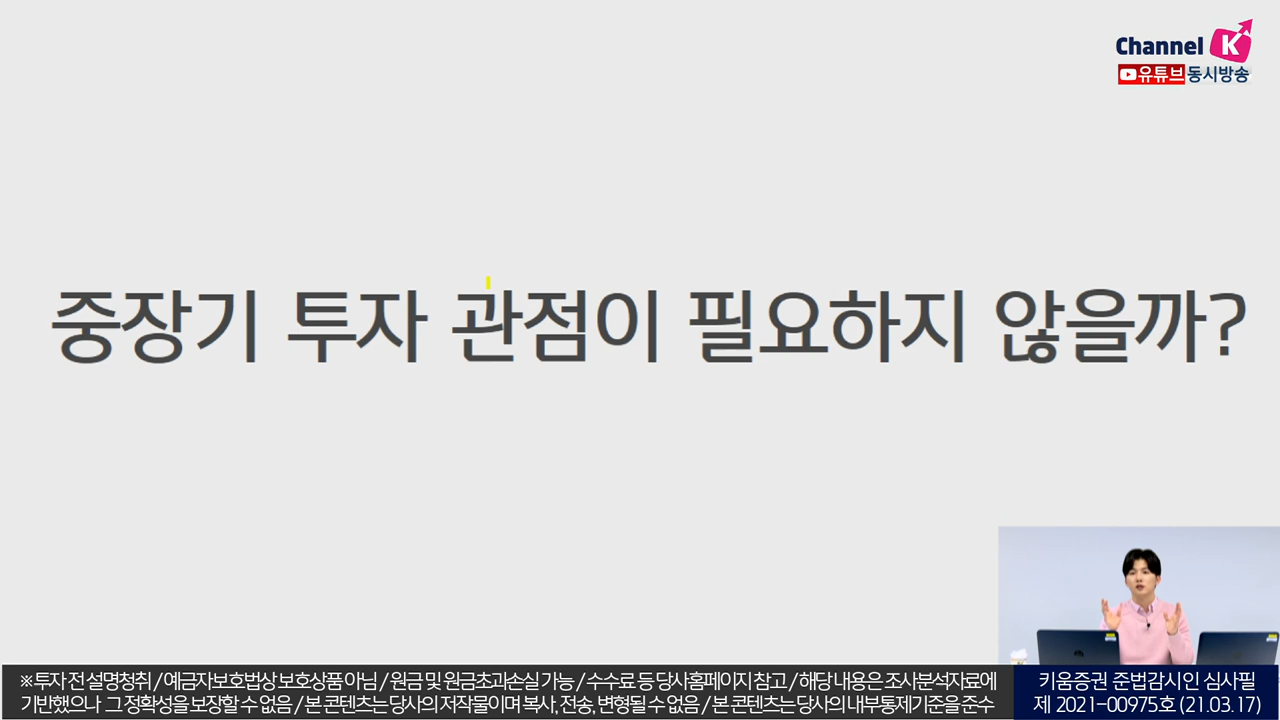 Channel K
유튜브 동시방송
중장기 투자 관점이 필요하지 않을까?
※ 투자 전 설명청취 / 예금자보호법상 보호상품 아님 / 원금 및 원금초과손실 가능 / 수수료 등 당사홈페이지 참고 / 해당 내용은 조사분석자료에
기반했으나 그 정확성을 보장할 수 없음 / 본 콘텐츠는 당사의 저작물이며 복사, 전송, 변형될 수 없음 / 본 콘텐츠는 당사의 내부통제기준을 준수
키움증권 준법감시인 심사필
제 2021-00975호 (21.03.17)